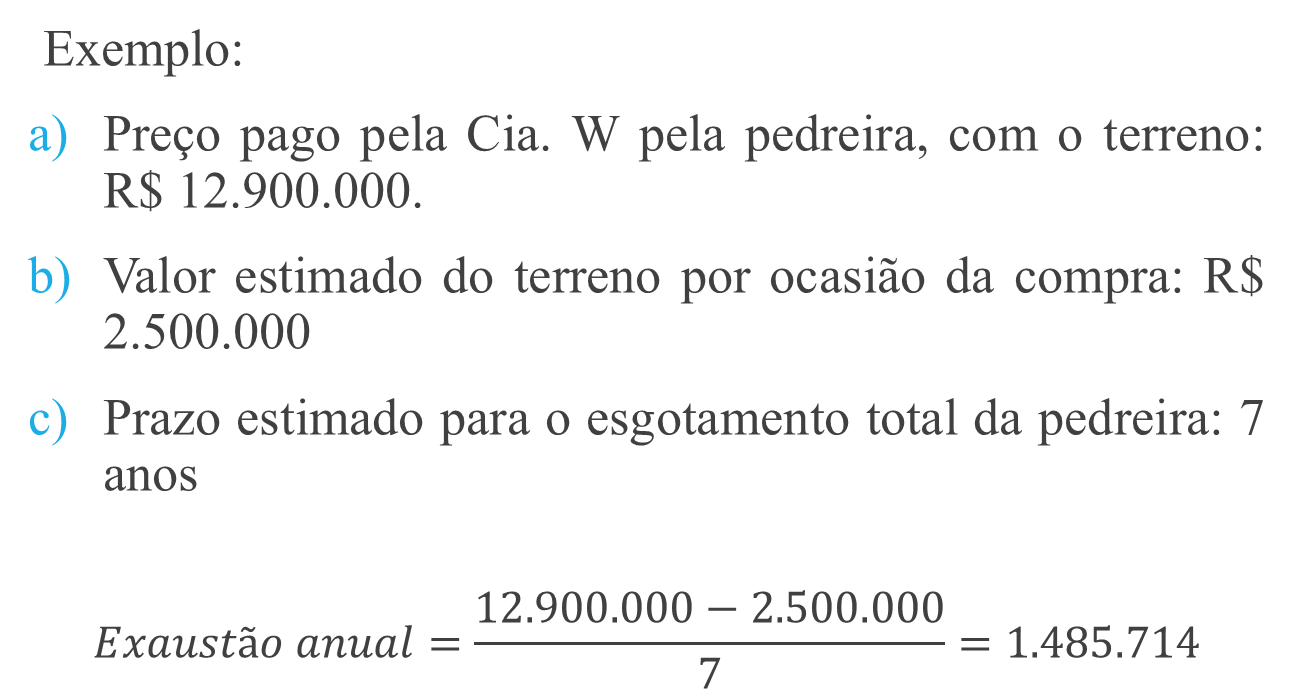 Exemplo:
a) Preço pago pela Cia. W pela pedreira, com o terreno:
R$ 12.900.000.
b) Valor estimado do terreno por ocasião da compra: R$
2.500.000
c) Prazo estimado para o esgotamento total da pedreira: 7
anos
Exaustão anual = (12.900.000 − 2.500.000) / 7 = 1.485.714